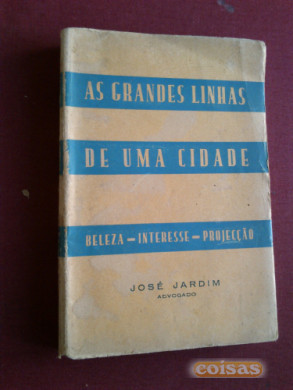 AS GRANDES LINHAS
DE UMA CIDADE
BELEZA — INTERESSE — PROJECÇÃO
JOSÉ JARDIM
ADVOGADO
coisas